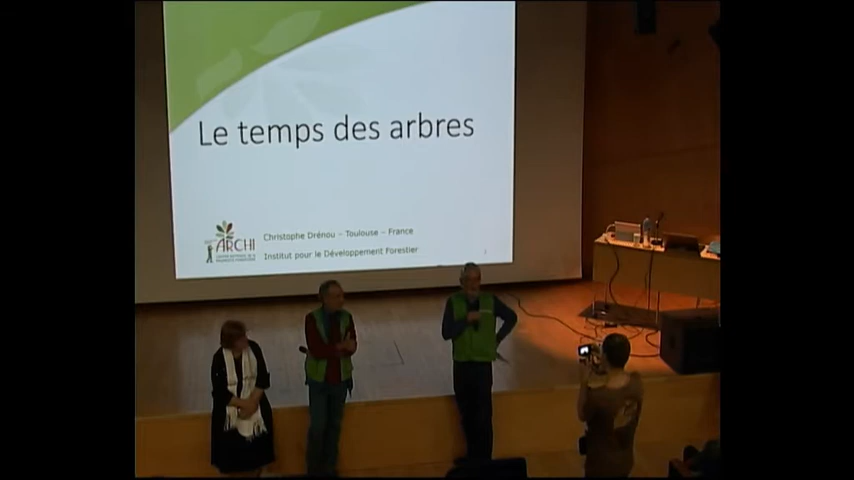 Le temps des arbres
ARCHI
Christophe Drénou – Toulouse – France
Institut pour le Développement Forestier